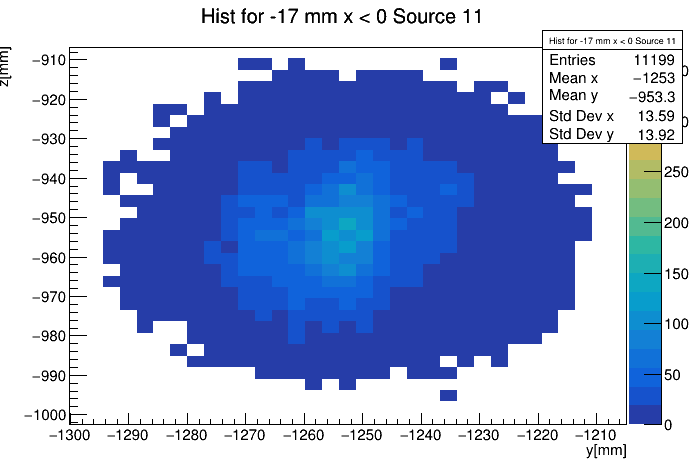 Hist for -17 mm x < 0 Source 11
Hist for -17 mm x < 0 Source 11
Entries 11199
Mean x −1253
Mean y −953.3
Std Dev x 13.59
Std Dev y 13.92
z[mm]
−910
−920
−930
−940
−950
−960
−970
−980
−990
−1000
−1300 −1290 −1280 −1270 −1260 −1250 −1240 −1230 −1220 −1210
y[mm]
250
200
150
100
50
0